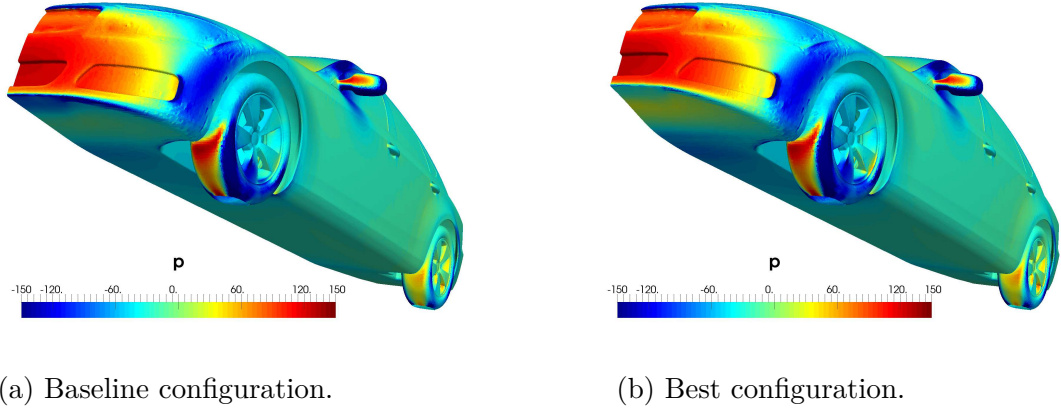 p
-150 -120. -60. 0. 60. 120. 150
p
-150 -120. -60. 0. 60. 120. 150
(a) Baseline configuration.
(b) Best configuration.